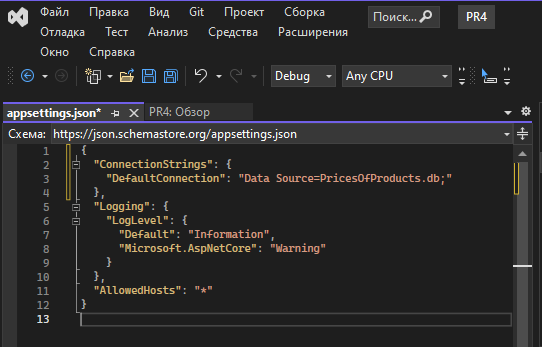 Файл Правка Вид Git Проект Сборка Поиск... PR4
Отладка Тест Анализ Средства Расширения
Окно Справка
Debug Any CPU
appsettings.json* PR4: Обзор
Схема: https://json.schemastore.org/appsettings.json
1 {
2 "ConnectionStrings": {
3 "DefaultConnection": "Data Source=PricesOfProducts.db;"
4 },
5 "Logging": {
6 "LogLevel": {
7 "Default": "Information",
8 "Microsoft.AspNetCore": "Warning"
9 }
10 },
11 "AllowedHosts": "*"
12 }
13